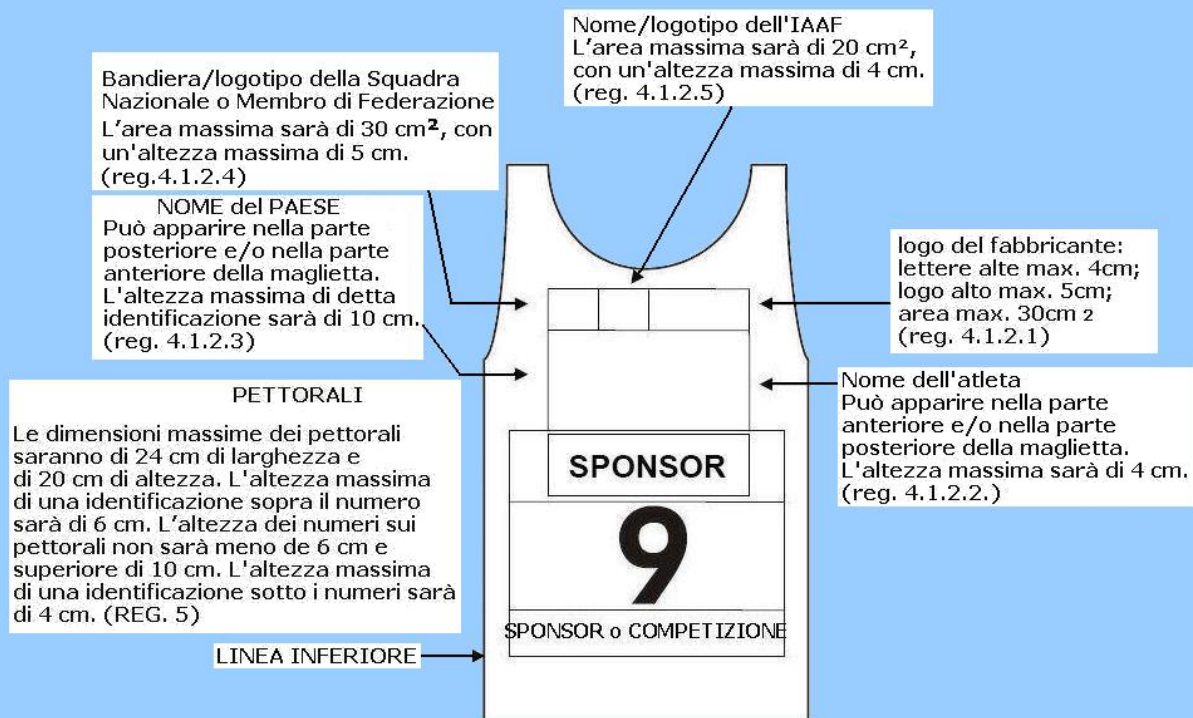 Nome/logotipo dell'IAAF
L'area massima sarà di 20 cm²,
con un'altezza massima di 4 cm.
(reg. 4.1.2.5)
Bandiera/logotipo della Squadra
Nazionale o Membro di Federazione
L'area massima sarà di 30 cm², con
un'altezza massima di 5 cm.
(reg.4.1.2.4)
NOME del PAESE
Può apparire nella parte
posteriore e/o nella parte
anteriore della maglietta.
L'altezza massima di detta
identificazione sarà di 10 cm.
(reg. 4.1.2.3)
logo del fabbricante:
lettere alte max. 4cm;
logo alto max. 5cm;
area max. 30cm 2
(reg. 4.1.2.1)
Nome dell'atleta
Può apparire nella parte
anteriore e/o nella parte
posteriore della maglietta.
L'altezza massima sarà di 4 cm.
(reg. 4.1.2.2.)
PETTORALI
Le dimensioni massime dei pettorali
saranno di 24 cm di larghezza e
di 20 cm di altezza. L'altezza massima
di una identificazione sopra il numero
sarà di 6 cm. L'altezza dei numeri sui
pettorali non sarà meno de 6 cm e
superiore di 10 cm. L'altezza massima
di una identificazione sotto i numeri sarà
di 4 cm. (REG. 5)
SPONSOR
9
SPONSOR o COMPETIZIONE
LINEA INFERIORE